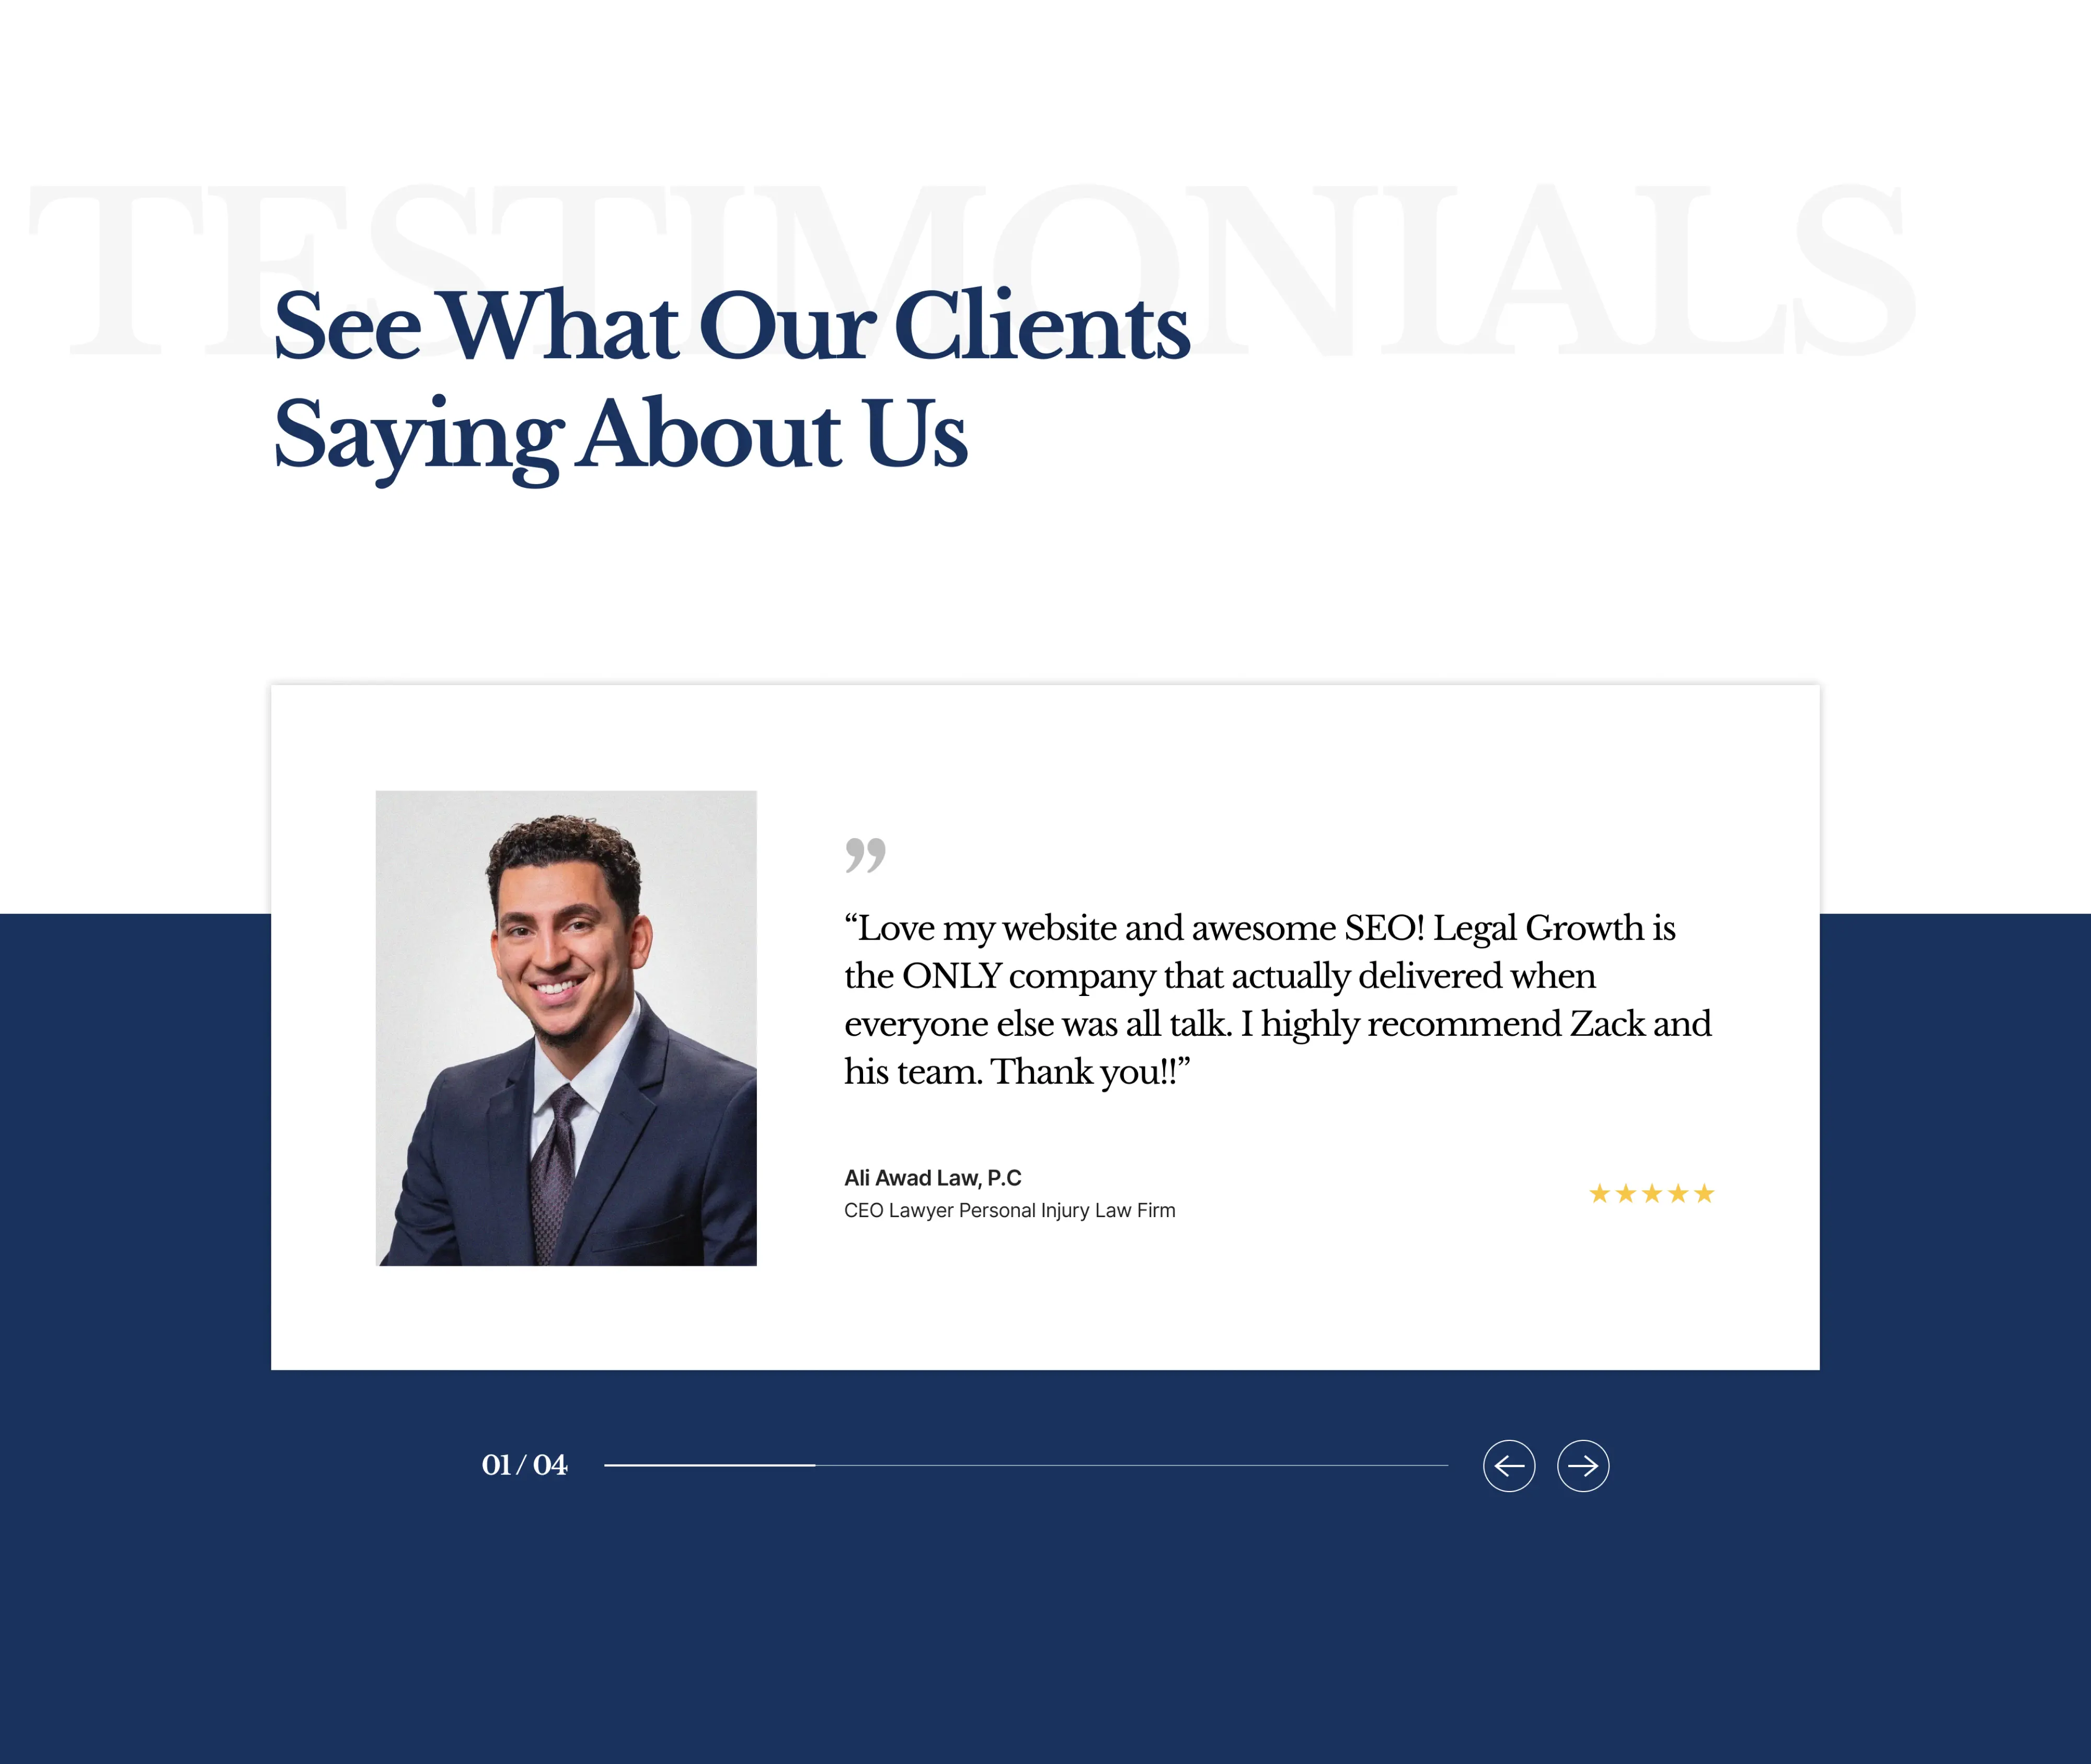 TESTIMONIALS
See What Our Clients
Saying About Us
”
“Love my website and awesome SEO! Legal Growth is
the ONLY company that actually delivered when
everyone else was all talk. I highly recommend Zack and
his team. Thank you!!”
Ali Awad Law, P.C
CEO Lawyer Personal Injury Law Firm
01 / 04